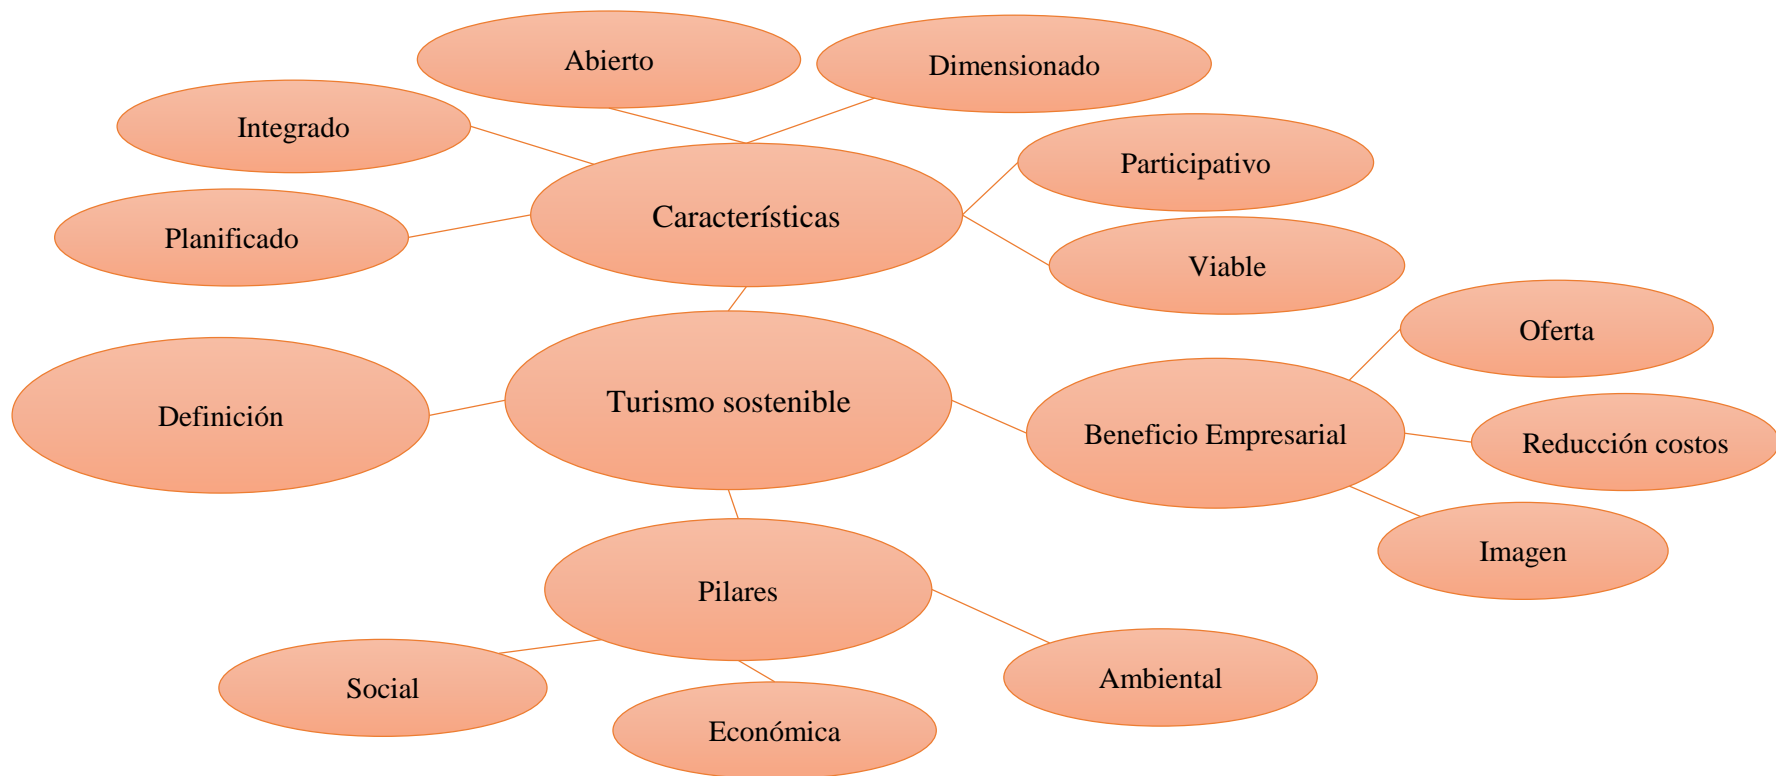 Abierto
Dimensionado
Integrado
Participativo
Características
Planificado
Viable
Oferta
Turismo sostenible
Definición
Beneficio Empresarial
Reducción costos
Imagen
Pilares
Ambiental
Social
Económica